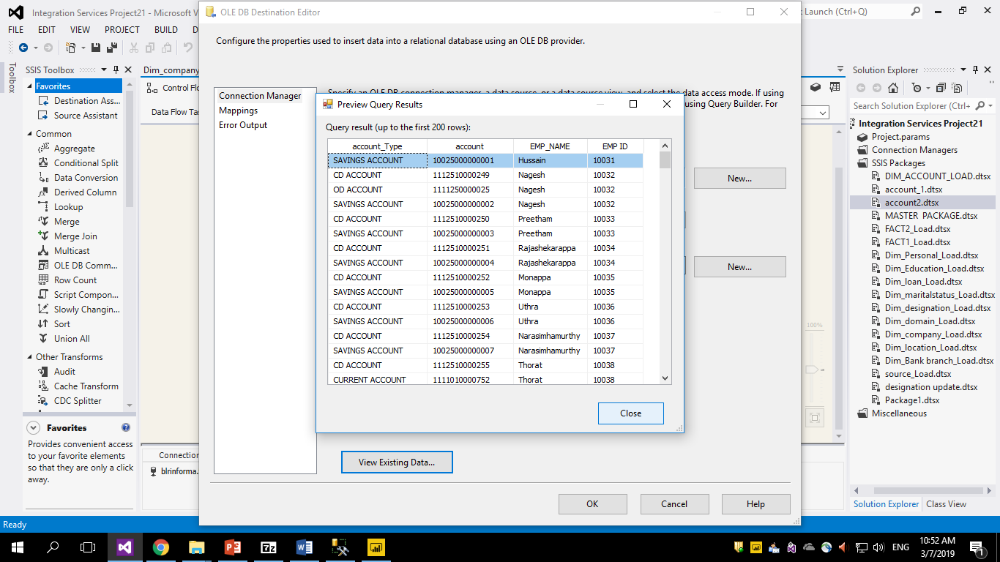 Integration Services Project21 - Microsoft V
OLE DB Destination Editor
Launch (Ctrl+Q)
FILE EDIT VIEW PROJECT BUILD D
Configure the properties used to insert data into a relational database using an OLE DB provider.
Toolbox
SSIS Toolbox
Favorites
Destination Ass...
Source Assistant
Common
Aggregate
Conditional Split
Data Conversion
Derived Column
Lookup
Merge
Merge Join
Multicast
OLE DB Comm...
Row Count
Script Compon...
Slowly Changin...
Sort
Union All
Other Transforms
Audit
Cache Transform
CDC Splitter
Favorites
Provides convenient access
to your favorite elements
so that they are only a click
away.
Dim_company
Control Flo
Data Flow Tas
Connection
blrinforma.
Connection Manager
Mappings
Error Output
Specify an OLE DB connection manager, a data source, or a data source view, and select the data access mode. If using
using Query Builder. For
Preview Query Results
Query result (up to the first 200 rows):
account_Type account EMP_NAME EMP ID
SAVINGS ACCOUNT 10025000000001 Hussain 10031
CD ACCOUNT 1112510000249 Nagesh 10032
OD ACCOUNT 1111250000025 Nagesh 10032
SAVINGS ACCOUNT 10025000000002 Nagesh 10032
CD ACCOUNT 1112510000250 Preetham 10033
SAVINGS ACCOUNT 10025000000003 Preetham 10033
CD ACCOUNT 1112510000251 Rajashekarappa 10034
SAVINGS ACCOUNT 10025000000004 Rajashekarappa 10034
CD ACCOUNT 1112510000252 Monappa 10035
SAVINGS ACCOUNT 10025000000005 Monappa 10035
CD ACCOUNT 1112510000253 Uthra 10036
SAVINGS ACCOUNT 10025000000006 Uthra 10036
CD ACCOUNT 1112510000254 Narasimhamurthy 10037
SAVINGS ACCOUNT 10025000000007 Narasimhamurthy 10037
CD ACCOUNT 1112510000255 Thorat 10038
CURRENT ACCOUNT 1111010000752 Thorat 10038
Close
New...
New...
View Existing Data...
OK Cancel Help
100%
Solution Explorer
Search Solution Explorer (Ctrl+
Integration Services Project21
Project.params
Connection Managers
SSIS Packages
DIM_ACCOUNT_LOAD.dtsx
account_1.dtsx
account2.dtsx
MASTER PACKAGE.dtsx
FACT2_Load.dtsx
FACT1_Load.dtsx
Dim_Personal_Load.dtsx
Dim_Education_Load.dtsx
Dim_loan_Load.dtsx
Dim_maritalstatus_Load.dtsx
Dim_designation_Load.dtsx
Dim_domain_Load.dtsx
Dim_company_Load.dtsx
Dim_location_Load.dtsx
Dim_Bank branch_Load.dtsx
source_Load.dtsx
designation update.dtsx
Package1.dtsx
Miscellaneous
Solution Explorer Class View
Ready
ENG
10:52 AM
3/7/2019
1